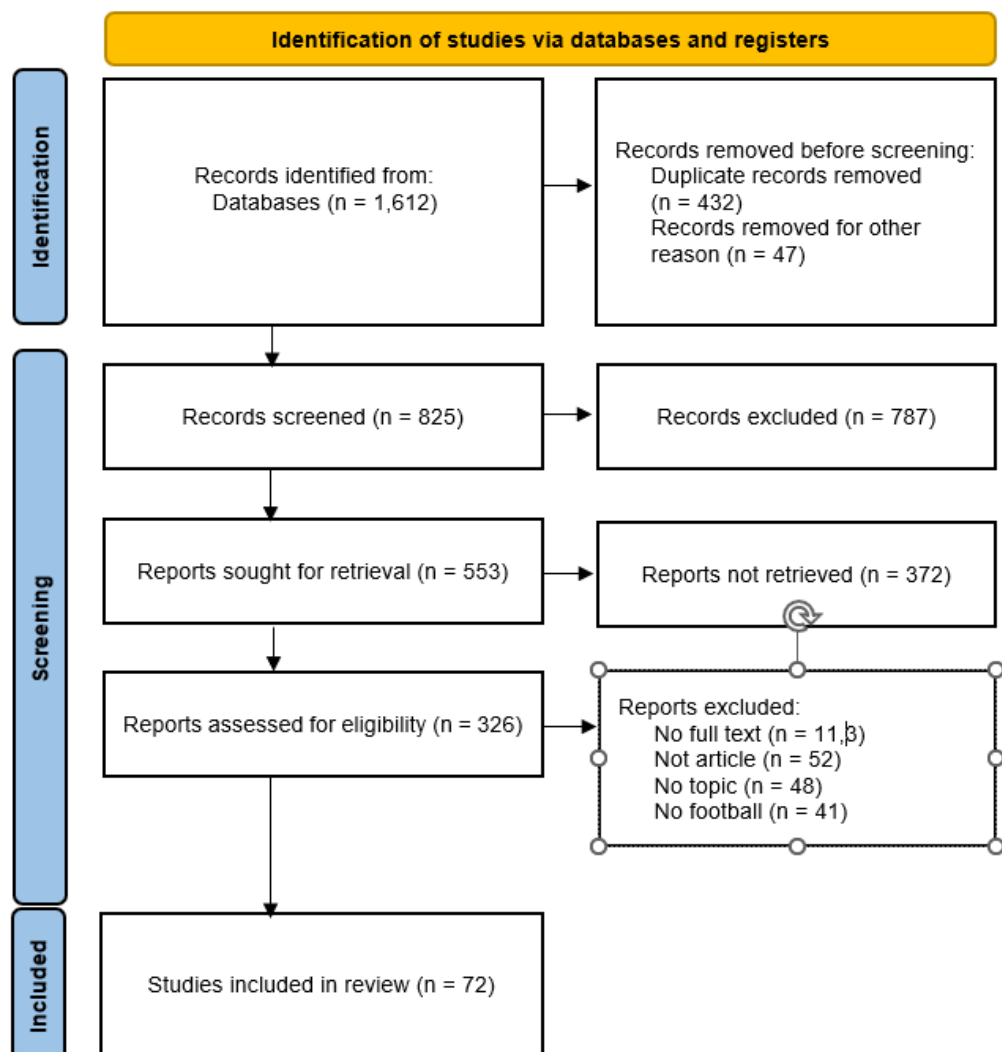 Identification of studies via databases and registers
Identification
Records identified from:
Databases (n = 1,612)
Records removed before screening:
Duplicate records removed
(n = 432)
Records removed for other
reason (n = 47)
Screening
Records screened (n = 825)
Records excluded (n = 787)
Reports sought for retrieval (n = 553)
Reports not retrieved (n = 372)
Reports assessed for eligibility (n = 326)
Reports excluded:
No full text (n = 11,3)
Not article (n = 52)
No topic (n = 48)
No football (n = 41)
Included
Studies included in review (n = 72)